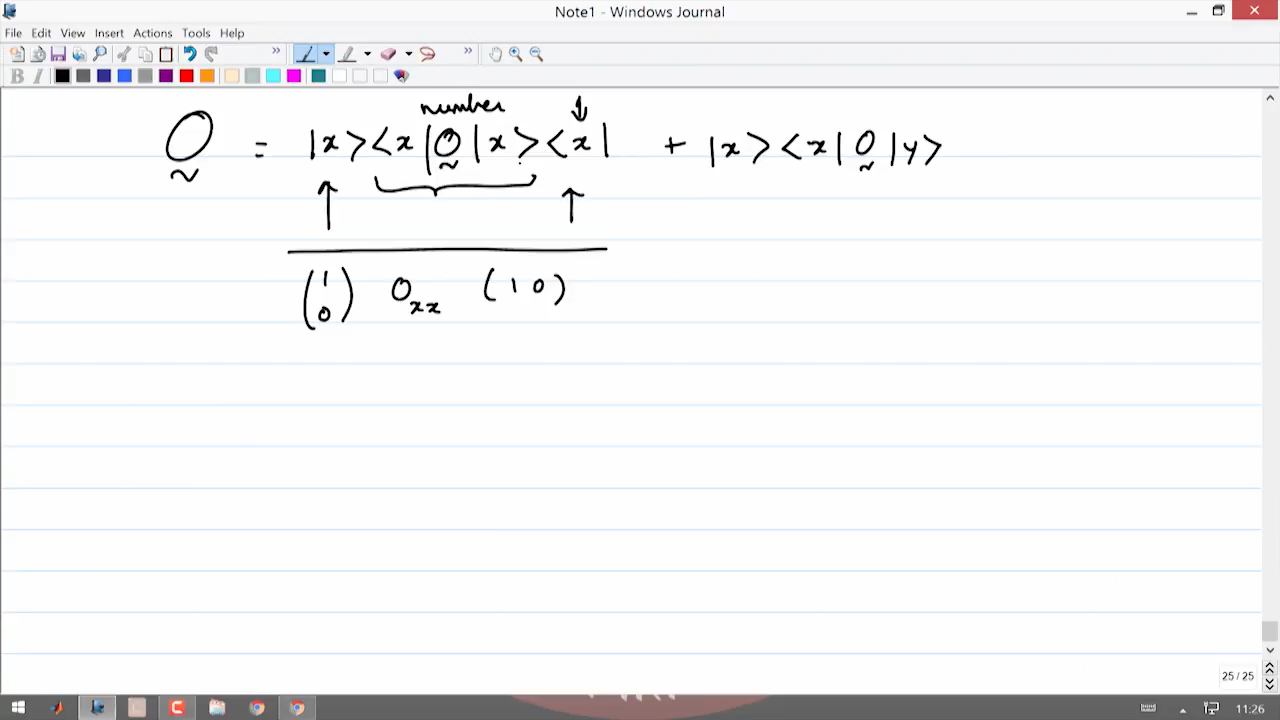 Note1 - Windows Journal
File Edit View Insert Actions Tools Help
B I
number
O = |x><x|O|x><x| + |x><x|O|y>
~ ~ ~
(1 0) O_xx (1 0)
25 / 25
11:26